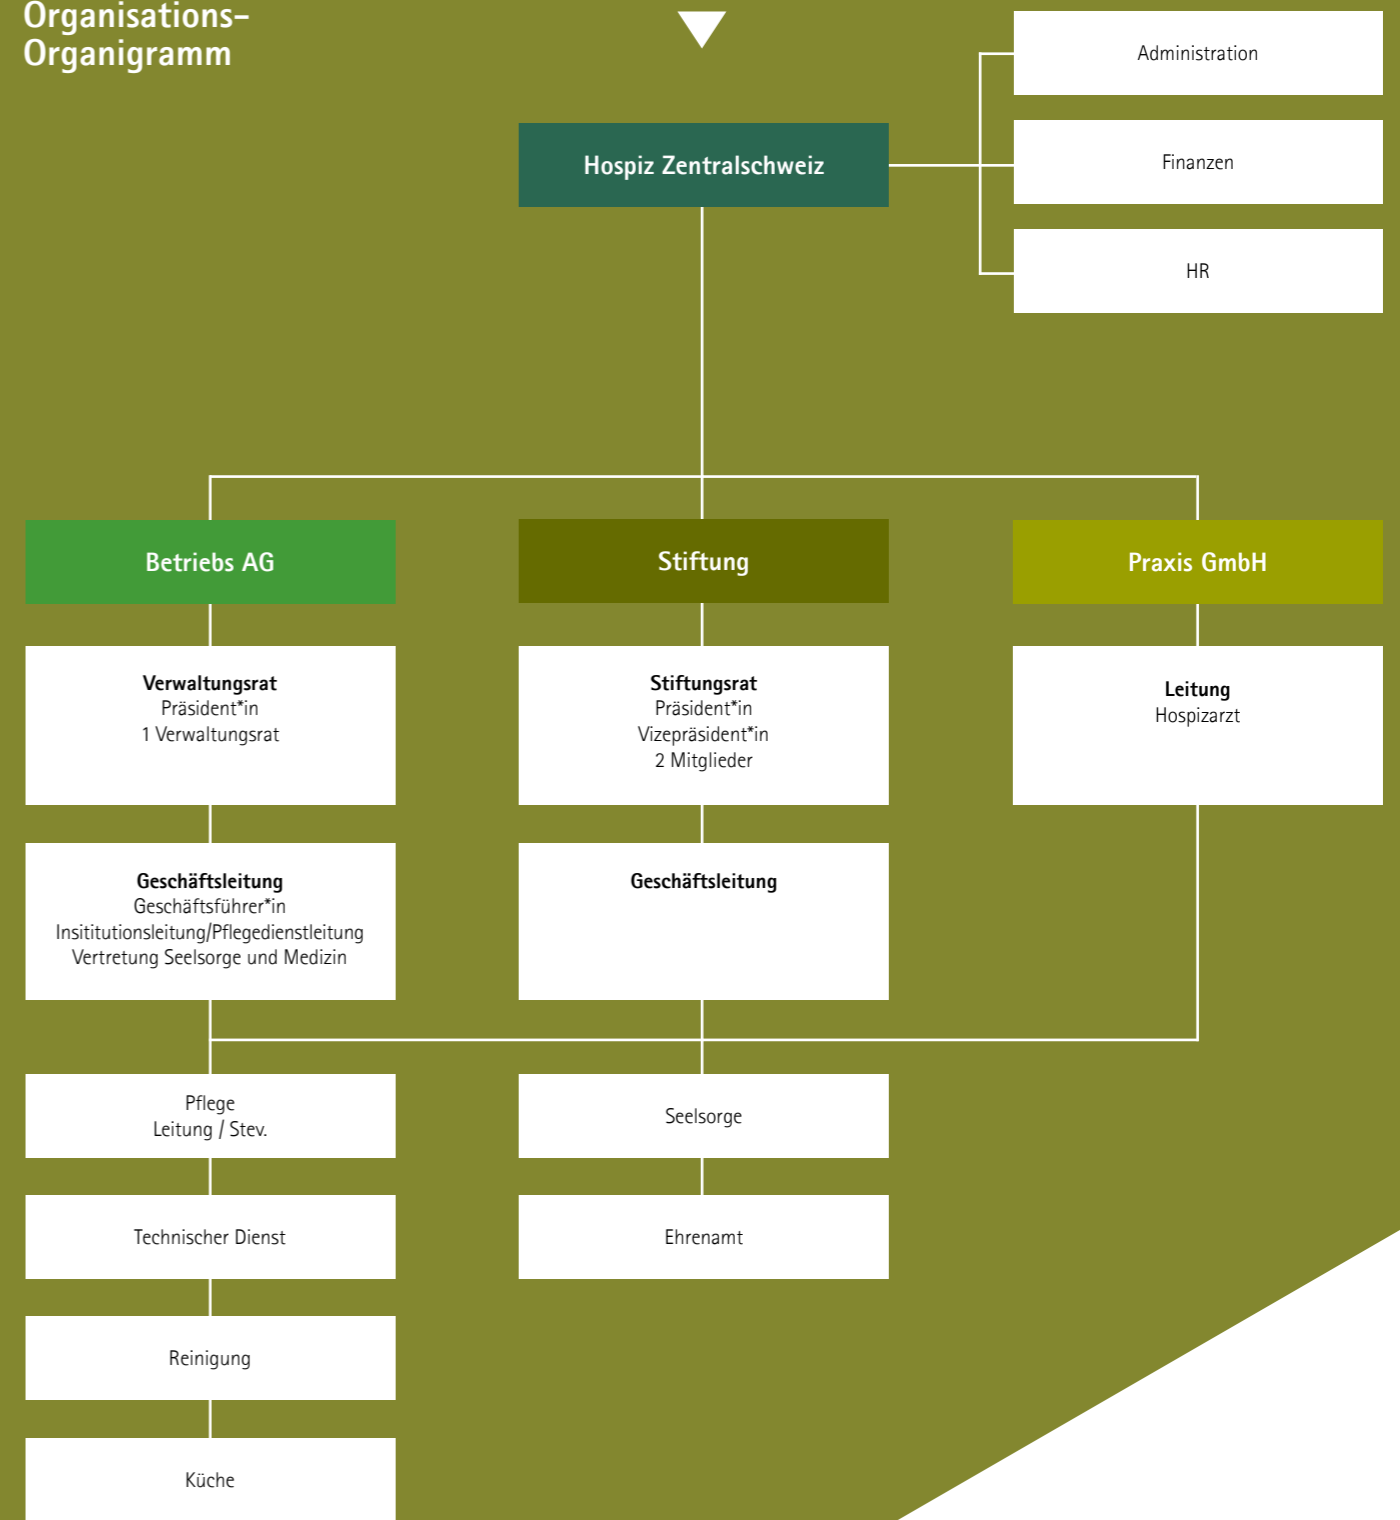 Organisations-
Organigramm
Administration
Hospiz Zentralschweiz
Finanzen
HR
Betriebs AG
Stiftung
Praxis GmbH
Verwaltungsrat
Präsident*in
1 Verwaltungsrat
Stiftungsrat
Präsident*in
Vizepräsident*in
2 Mitglieder
Leitung
Hospizarzt
Geschäftsleitung
Geschäftsführer*in
Insititutionsleitung/Pflegedienstleitung
Vertretung Seelsorge und Medizin
Geschäftsleitung
Pflege
Leitung / Stev.
Seelsorge
Technischer Dienst
Ehrenamt
Reinigung
Küche